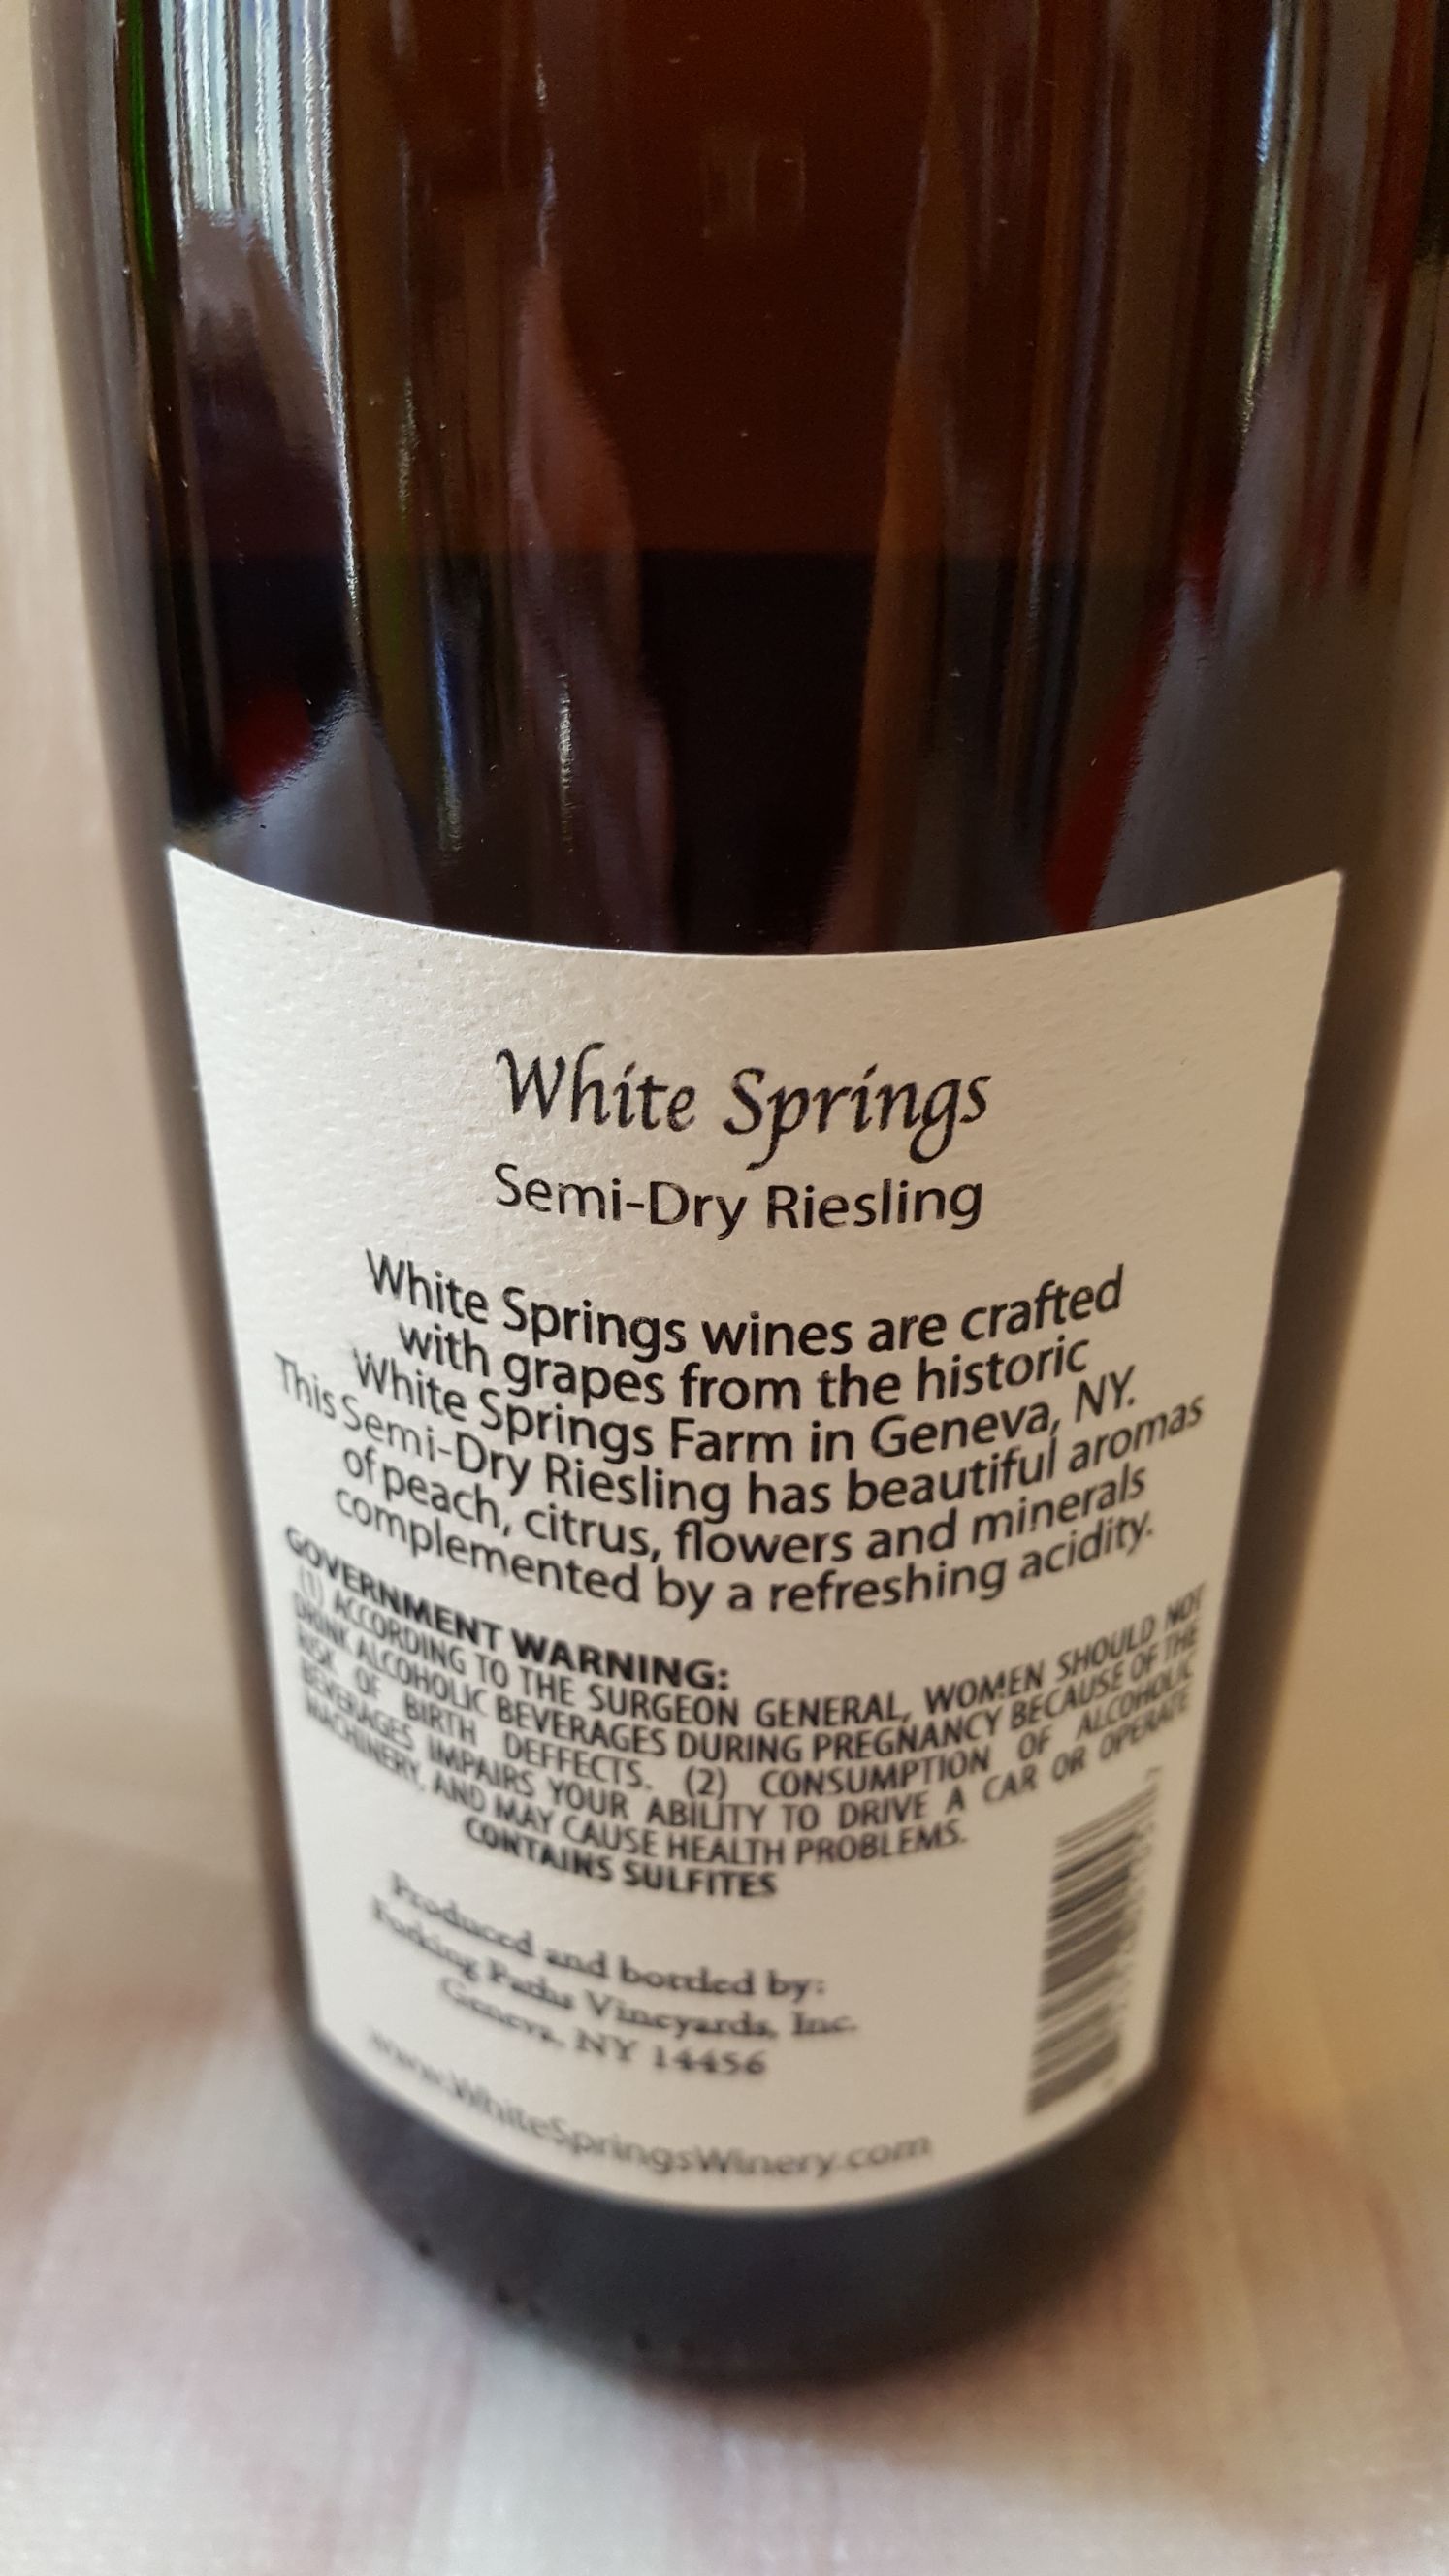 White Springs
Semi-Dry Riesling
White Springs wines are crafted
with grapes from the historic
White Springs Farm in Geneva, NY.
This Semi-Dry Riesling has beautiful aromas
of peach, citrus, flowers and minerals
complemented by a refreshing acidity.
GOVERNMENT WARNING:
(1) ACCORDING TO THE SURGEON GENERAL, WOMEN SHOULD NOT
DRINK ALCOHOLIC BEVERAGES DURING PREGNANCY BECAUSE OF THE
RISK OF BIRTH DEFFECTS. (2) CONSUMPTION OF ALCOHOLIC
BEVERAGES IMPAIRS YOUR ABILITY TO DRIVE A CAR OR OPERATE
MACHINERY, AND MAY CAUSE HEALTH PROBLEMS.
CONTAINS SULFITES
Produced and bottled by:
Forking Paths Vineyards, Inc.
Geneva, NY 14456
www.WhiteSpringsWinery.com